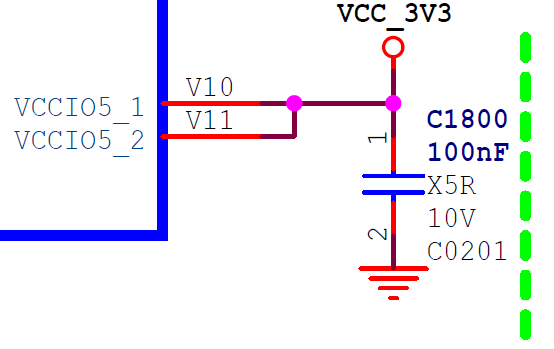 VCC_3V3
V10
VCCIO5_1
V11
VCCIO5_2
1
C1800
100nF
X5R
10V
2
C0201